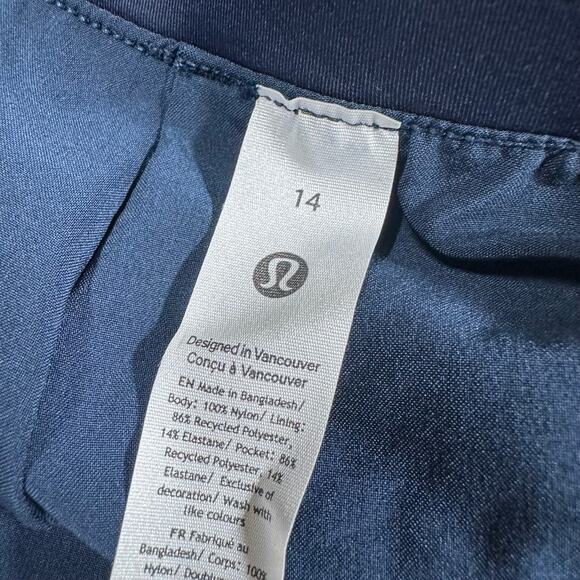 14
Designed in Vancouver
Conçu à Vancouver
EN Made in Bangladesh/
Body: 100% Nylon/ Lining:
86% Recycled Polyester,
14% Elastane/ Pocket: 86%
Recycled Polyester, 14%
Elastane/ Exclusive of
decoration/ Wash with
like colours
FR Fabriqué au
Bangladesh/ Corps: 100%
Nylon/